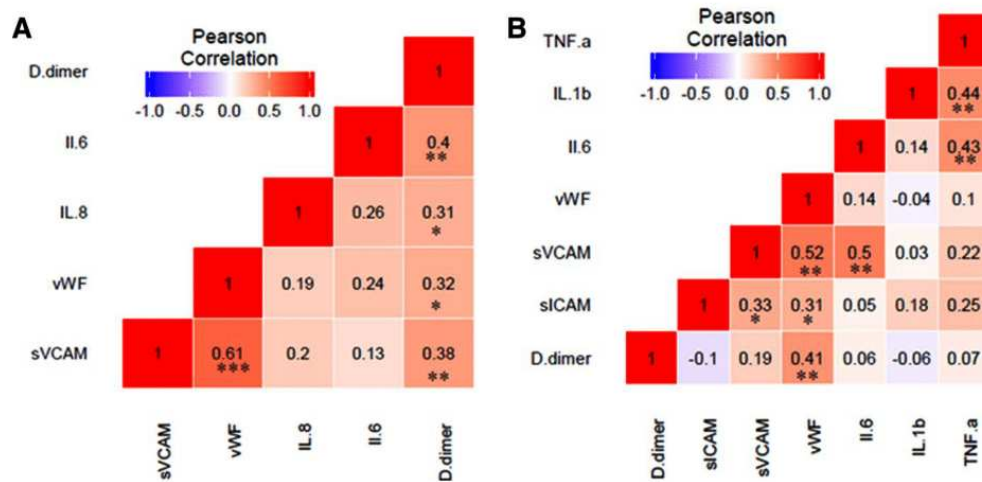 A
Pearson
Correlation
-1.0 -0.5 0.0 0.5 1.0
D.dimer 1
Il.6 1 0.4
**
IL.8 1 0.26 0.31
*
vWF 1 0.19 0.24 0.32
*
sVCAM 1 0.61 0.2 0.13 0.38
*** **
sVCAM vWF IL.8 Il.6 D.dimer
B
Pearson
Correlation
-1.0 -0.5 0.0 0.5 1.0
TNF.a 1
IL.1b 1 0.44
**
Il.6 1 0.14 0.43
**
vWF 1 0.14 -0.04 0.1
sVCAM 1 0.52 0.5 0.03 0.22
** **
sICAM 1 0.33 0.31 0.05 0.18 0.25
* *
D.dimer 1 -0.1 0.19 0.41 0.06 -0.06 0.07
**
D.dimer sICAM sVCAM vWF Il.6 IL.1b TNF.a